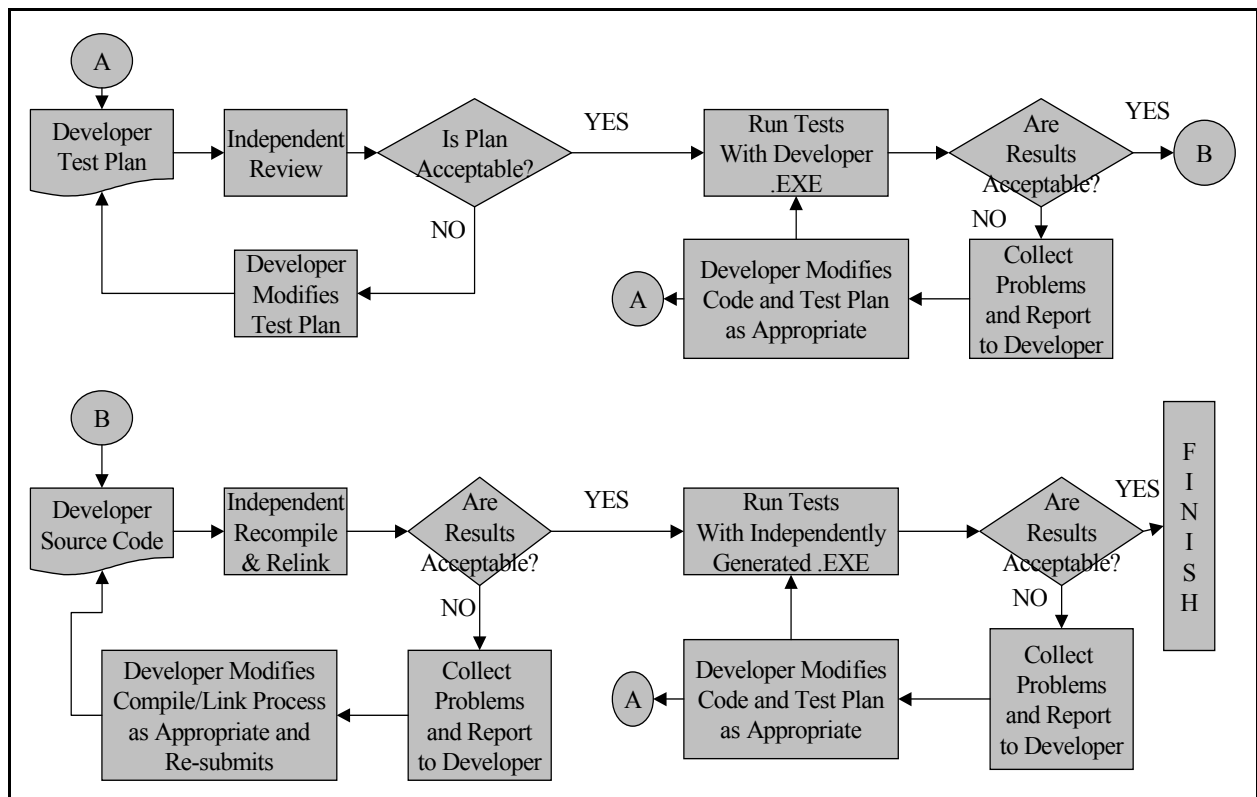 A
Developer
Test Plan
Independent
Review
Is Plan
Acceptable?
YES
NO
Developer
Modifies
Test Plan
Run Tests
With Developer
.EXE
Are
Results
Acceptable?
YES
B
NO
Collect
Problems
and Report
to Developer
Developer Modifies
Code and Test Plan
as Appropriate
A
B
Developer
Source Code
Independent
Recompile
& Relink
Are
Results
Acceptable?
YES
NO
Collect
Problems
and Report
to Developer
Developer Modifies
Compile/Link Process
as Appropriate and
Re-submits
Run Tests
With Independently
Generated .EXE
Are
Results
Acceptable?
YES
F
I
N
I
S
H
NO
Collect
Problems
and Report
to Developer
Developer Modifies
Code and Test Plan
as Appropriate
A